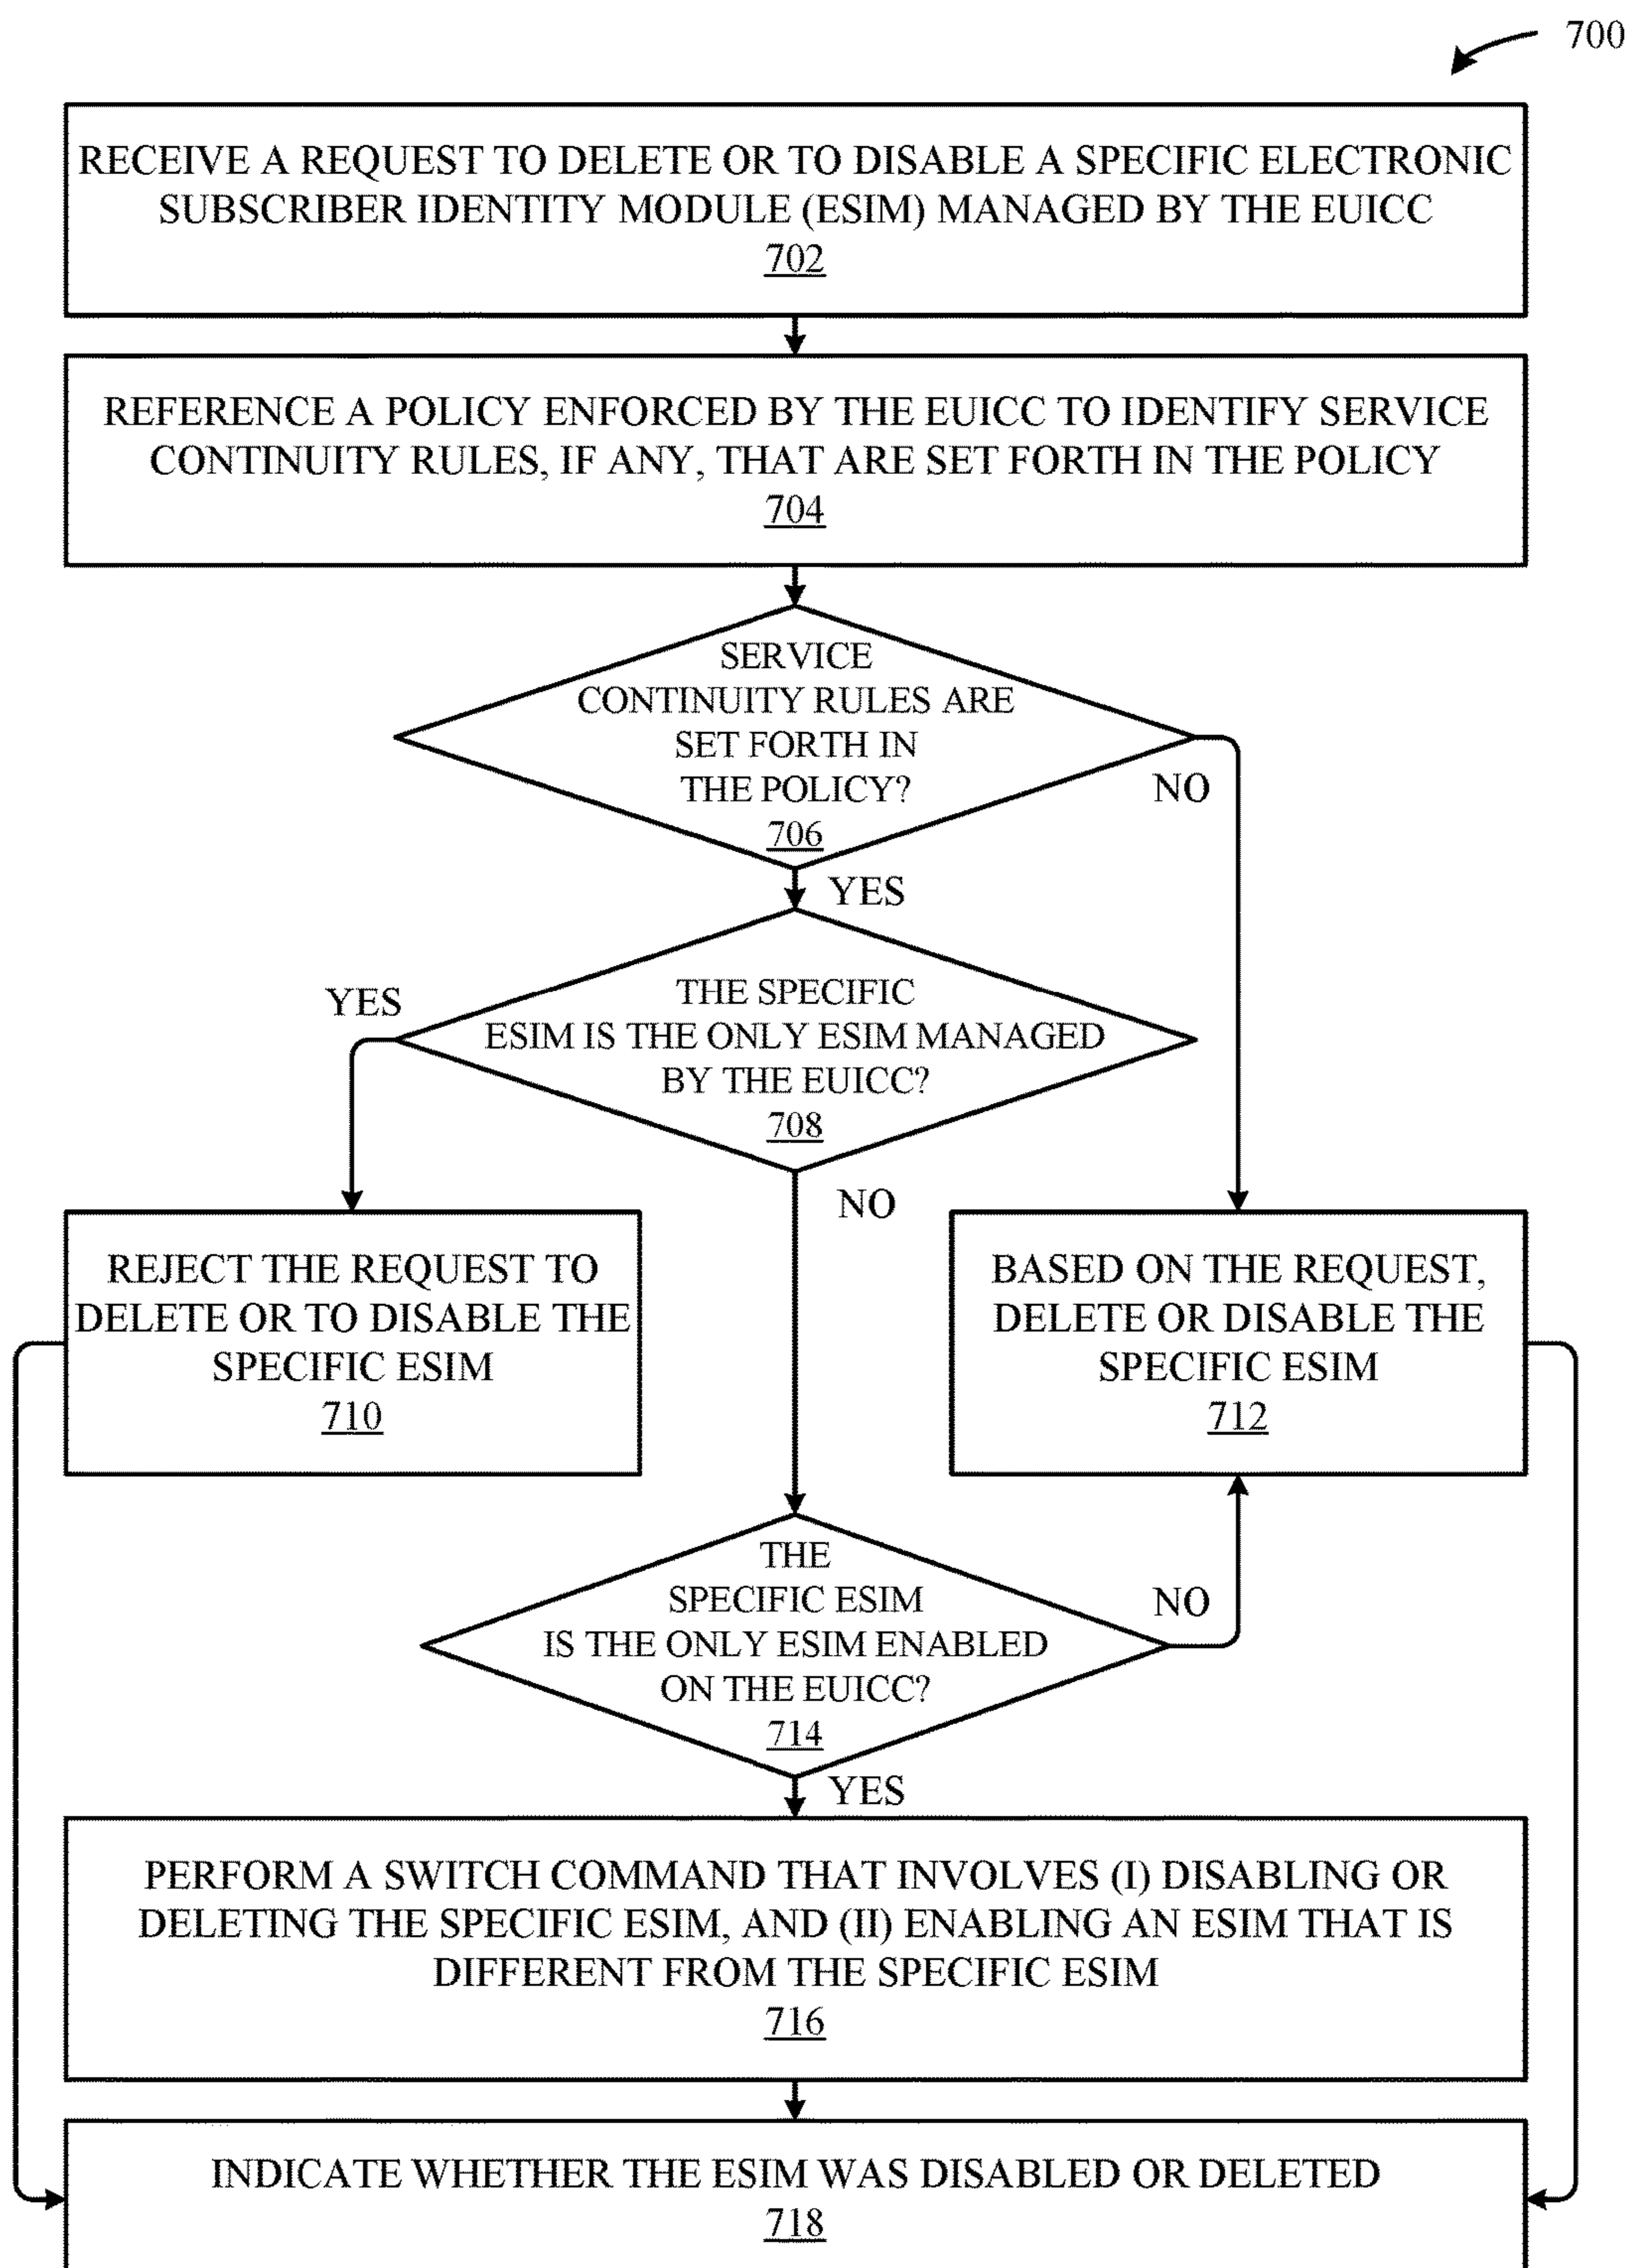 700
RECEIVE A REQUEST TO DELETE OR TO DISABLE A SPECIFIC ELECTRONIC
SUBSCRIBER IDENTITY MODULE (ESIM) MANAGED BY THE EUICC
702
REFERENCE A POLICY ENFORCED BY THE EUICC TO IDENTIFY SERVICE
CONTINUITY RULES, IF ANY, THAT ARE SET FORTH IN THE POLICY
704
SERVICE
CONTINUITY RULES ARE
SET FORTH IN
THE POLICY?
706
NO
YES
THE SPECIFIC
ESIM IS THE ONLY ESIM MANAGED
BY THE EUICC?
708
YES
NO
REJECT THE REQUEST TO
DELETE OR TO DISABLE THE
SPECIFIC ESIM
710
BASED ON THE REQUEST,
DELETE OR DISABLE THE
SPECIFIC ESIM
712
THE
SPECIFIC ESIM
IS THE ONLY ESIM ENABLED
ON THE EUICC?
714
NO
YES
PERFORM A SWITCH COMMAND THAT INVOLVES (I) DISABLING OR
DELETING THE SPECIFIC ESIM, AND (II) ENABLING AN ESIM THAT IS
DIFFERENT FROM THE SPECIFIC ESIM
716
INDICATE WHETHER THE ESIM WAS DISABLED OR DELETED
718